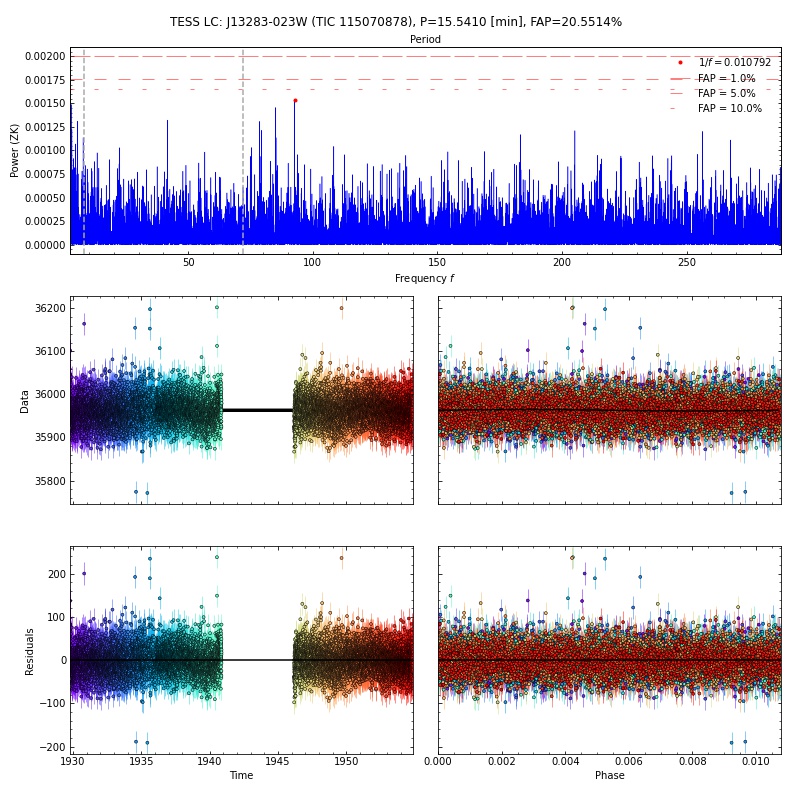 TESS LC: J13283-023W (TIC 115070878), P=15.5410 [min], FAP=20.5514%
Period
Power (ZK)
0.00200
0.00175
0.00150
0.00125
0.00100
0.00075
0.00050
0.00025
0.00000
1/f = 0.010792
FAP = 1.0%
FAP = 5.0%
FAP = 10.0%
50 100 150 200 250
Frequency f
Data
36200
36100
36000
35900
35800
Residuals
200
100
0
−100
−200
1930 1935 1940 1945 1950
Time
0.000 0.002 0.004 0.006 0.008 0.010
Phase